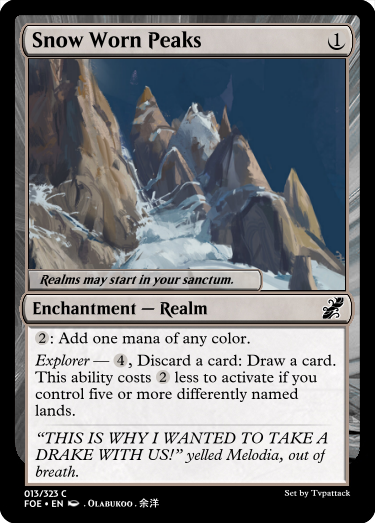 Snow Worn Peaks 1
Realms may start in your sanctum.
Enchantment — Realm
2: Add one mana of any color.
Explorer — 4, Discard a card: Draw a card.
This ability costs 2 less to activate if you
control five or more differently named
lands.
“THIS IS WHY I WANTED TO TAKE A
DRAKE WITH US!” yelled Melodia, out of
breath.
013/323 C Set by Tvpattack
FOE • EN Olabukoo . 余洋